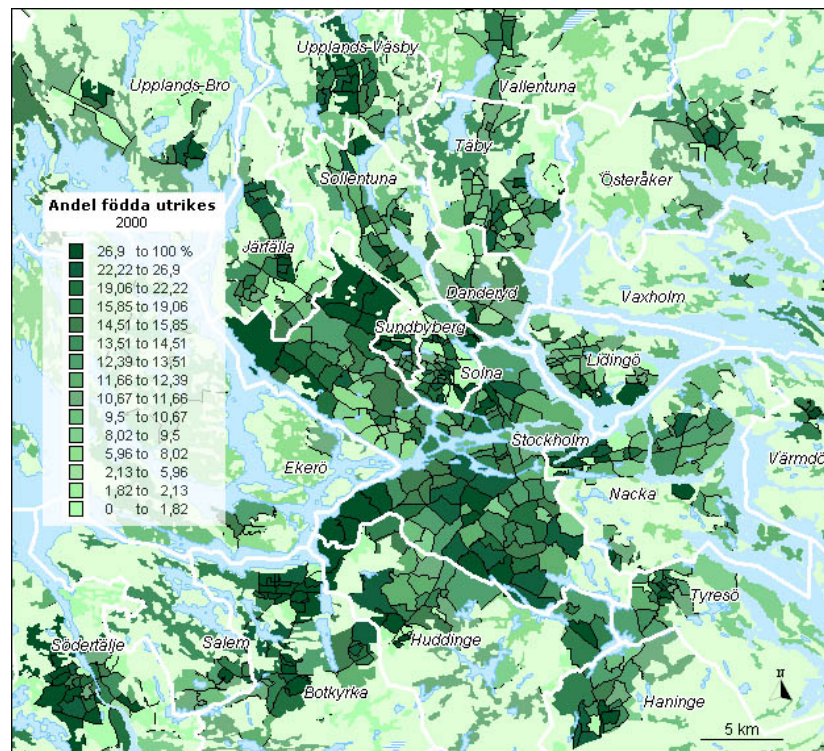 Upplands-Väsby
Upplands-Bro
Vallentuna
Täby
Sollentuna
Österåker
Andel födda utrikes
2000
26,9 to 100 %
22,22 to 26,9
19,06 to 22,22
15,85 to 19,06
14,51 to 15,85
13,51 to 14,51
12,39 to 13,51
11,66 to 12,39
10,67 to 11,66
9,5 to 10,67
8,02 to 9,5
5,96 to 8,02
2,13 to 5,96
1,82 to 2,13
0 to 1,82
Järfälla
Danderyd
Vaxholm
Sundbyberg
Lidingö
Solna
Stockholm
Värmdö
Ekerö
Nacka
Tyresö
Södertälje
Salem
Huddinge
Botkyrka
Haninge
N
5 km